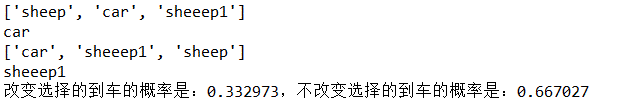 ['sheep', 'car', 'sheeep1']
car
['car', 'sheeep1', 'sheep']
sheeep1
改变选择的到车的概率是：0.332973，不改变选择的到车的概率是：0.667027